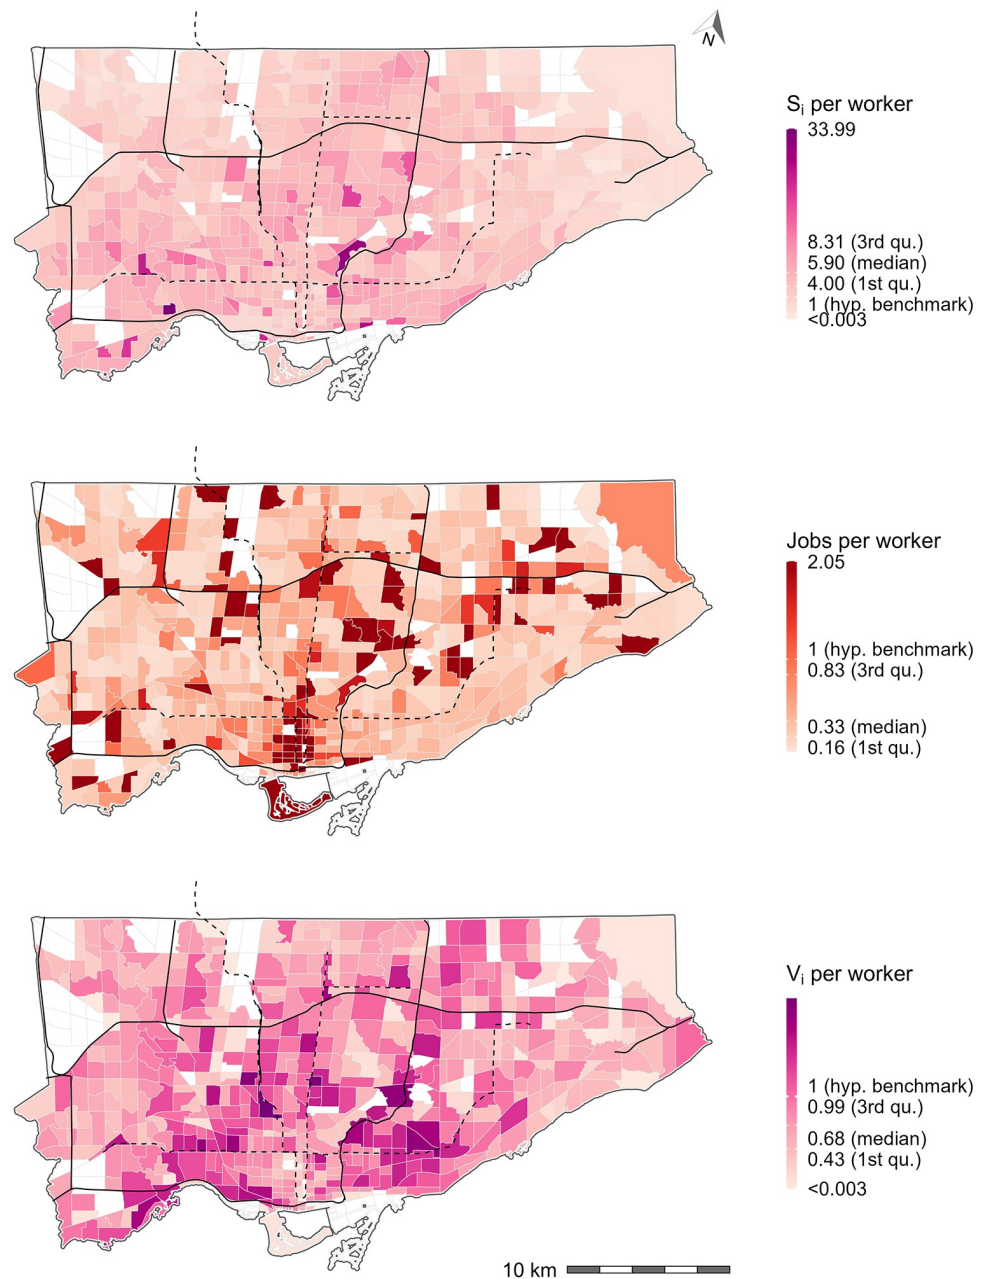 N
Si per worker
33.99
8.31 (3rd qu.)
5.90 (median)
4.00 (1st qu.)
1 (hyp. benchmark)
<0.003
Jobs per worker
2.05
1 (hyp. benchmark)
0.83 (3rd qu.)
0.33 (median)
0.16 (1st qu.)
Vi per worker
1 (hyp. benchmark)
0.99 (3rd qu.)
0.68 (median)
0.43 (1st qu.)
<0.003
10 km